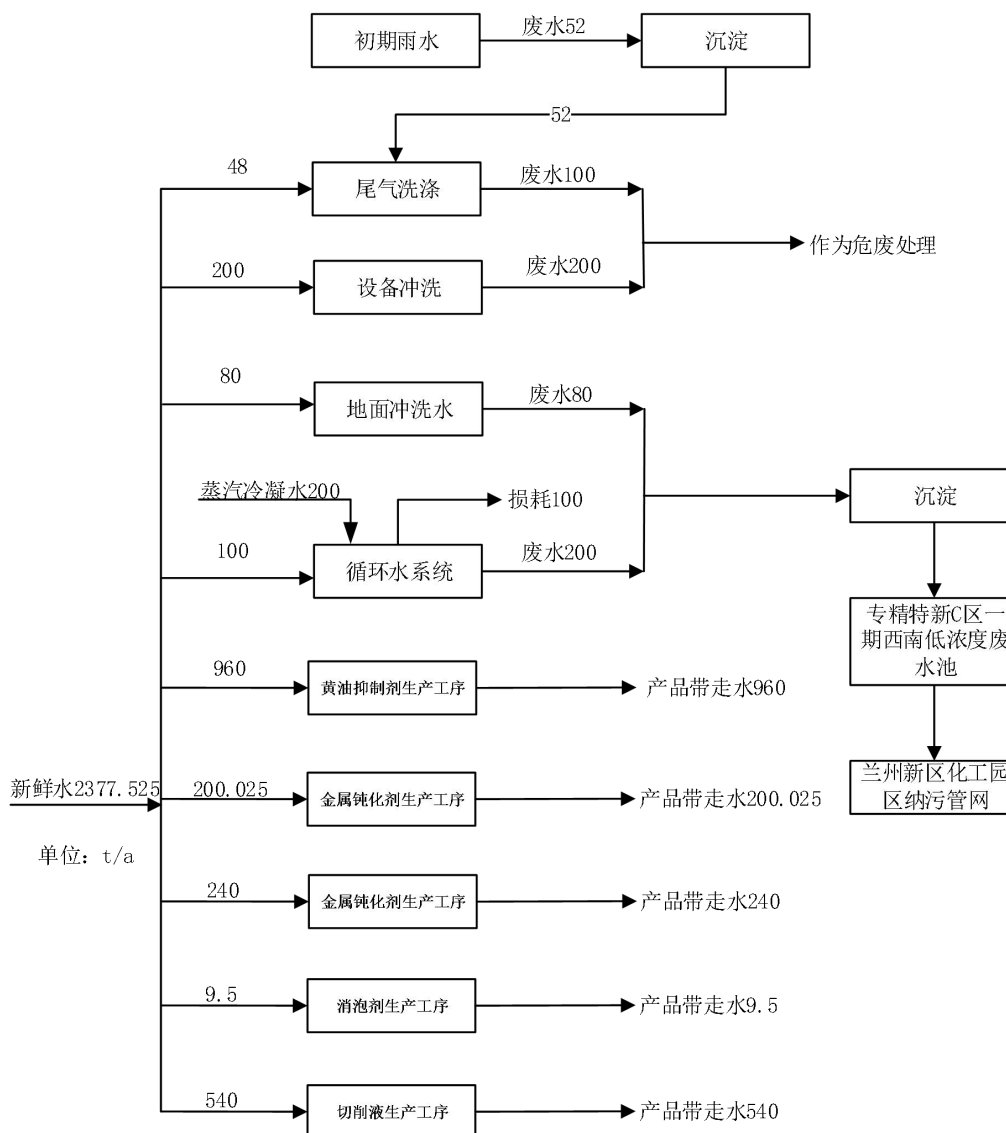 初期雨水
废水52
沉淀
52
48
尾气洗涤
废水100
作为危废处理
200
设备冲洗
废水200
80
地面冲洗水
废水80
蒸汽冷凝水200
损耗100
沉淀
100
循环水系统
废水200
专精特新C区一
期西南低浓度废
水池
960
黄油抑制剂生产工序
产品带走水960
新鲜水2377.525
200.025
金属钝化剂生产工序
产品带走水200.025
兰州新区化工园
区纳污管网
单位：t/a
240
金属钝化剂生产工序
产品带走水240
9.5
消泡剂生产工序
产品带走水9.5
540
切削液生产工序
产品带走水540